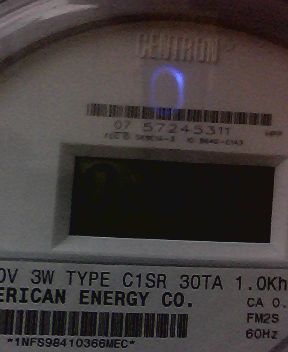 CENTRON
07 57245311
0V 3W TYPE C1SR 30TA 1.0Kh
ERICAN ENERGY CO.
CA 0.
FM2S
60Hz
*1NFS98410366MEC*